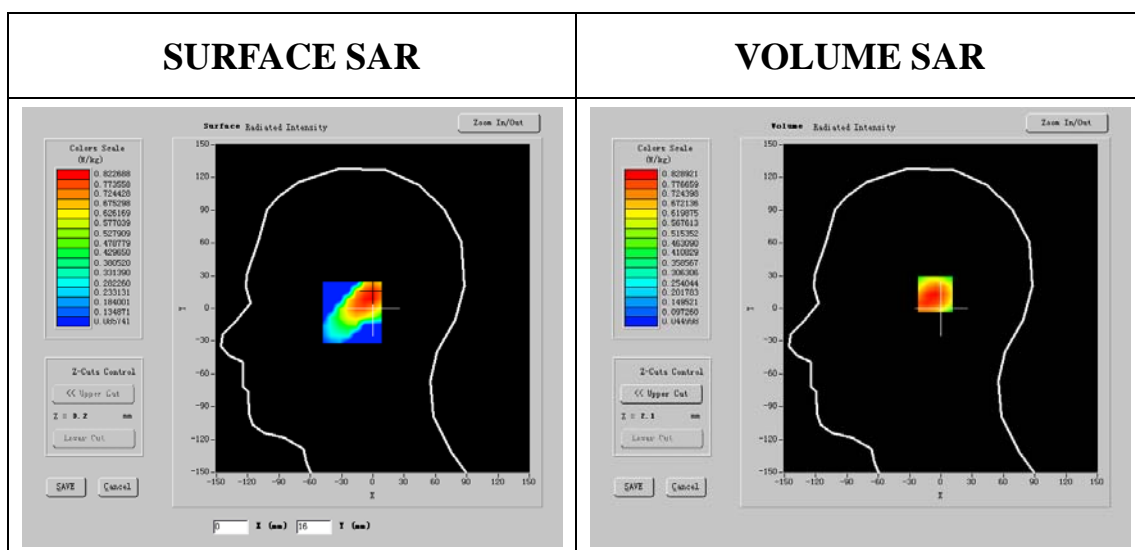 SURFACE SAR
VOLUME SAR
Surface Radiated Intensity
Zoom In/Out
Colors Scale
(W/kg)
0.822688
0.773558
0.724428
0.675298
0.626169
0.577039
0.527909
0.478779
0.429650
0.380520
0.331390
0.282260
0.233131
0.184001
0.134871
0.085741
150
120
90
60
30
0
-30
-60
-90
-120
-150
Y
-150 -120 -90 -60 -30 0 30 60 90 120 150
X
Z-Cuts Control
<< Upper Cut
Z = 0.2 mm
Lower Cut
SAVE Cancel
0 X (mm) 16 Y (mm)
Volume Radiated Intensity
Zoom In/Out
Colors Scale
(W/kg)
0.828921
0.776659
0.724398
0.672136
0.619875
0.567613
0.515352
0.463090
0.410829
0.358567
0.306306
0.254044
0.201783
0.149521
0.097260
0.044998
150
120
90
60
30
0
-30
-60
-90
-120
-150
Y
-150 -120 -90 -60 -30 0 30 60 90 120 150
X
Z-Cuts Control
<< Upper Cut
Z = 2.1 mm
Lower Cut
SAVE Cancel